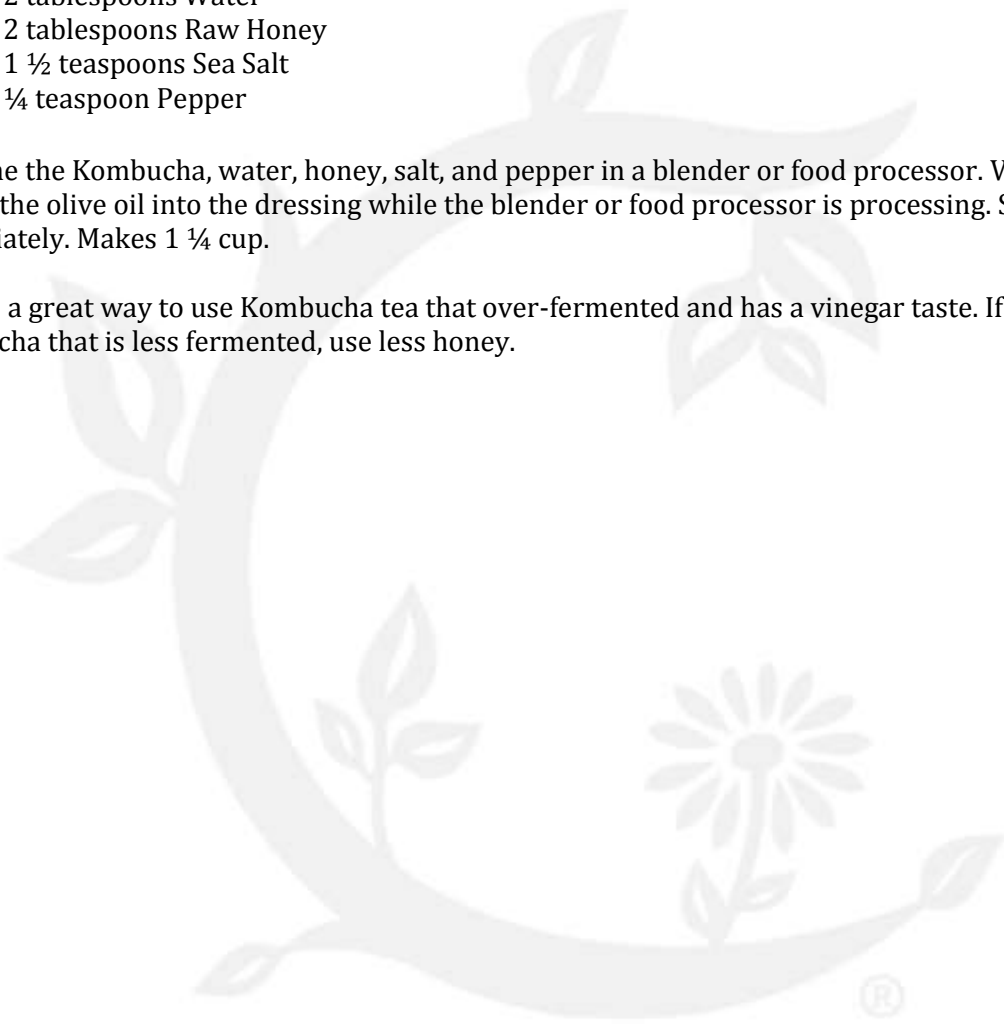 2 tablespoons Water
2 tablespoons Raw Honey
1 ½ teaspoons Sea Salt
¼ teaspoon Pepper
the Kombucha, water, honey, salt, and pepper in a blender or food processor.
the olive oil into the dressing while the blender or food processor is processing.
Makes 1 ¼ cup.
a great way to use Kombucha tea that over-fermented and has a vinegar taste. If
that is less fermented, use less honey.
®